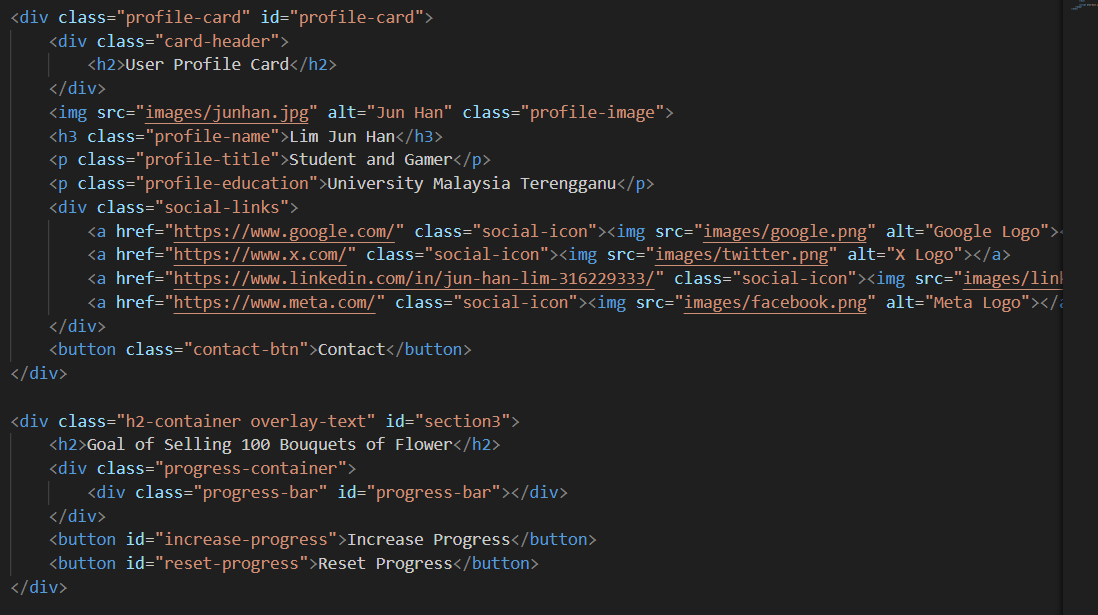 <div class="profile-card" id="profile-card">
    <div class="card-header">
        <h2>User Profile Card</h2>
    </div>
    <img src="images/junhan.jpg" alt="Jun Han" class="profile-image">
    <h3 class="profile-name">Lim Jun Han</h3>
    <p class="profile-title">Student and Gamer</p>
    <p class="profile-education">University Malaysia Terengganu</p>
    <div class="social-links">
        <a href="https://www.google.com/" class="social-icon"><img src="images/google.png" alt="Google Logo"><
        <a href="https://www.x.com/" class="social-icon"><img src="images/twitter.png" alt="X Logo"></a>
        <a href="https://www.linkedin.com/in/jun-han-lim-316229333/" class="social-icon"><img src="images/link
        <a href="https://www.meta.com/" class="social-icon"><img src="images/facebook.png" alt="Meta Logo"></a
    </div>
    <button class="contact-btn">Contact</button>
</div>

<div class="h2-container overlay-text" id="section3">
    <h2>Goal of Selling 100 Bouquets of Flower</h2>
    <div class="progress-container">
        <div class="progress-bar" id="progress-bar"></div>
    </div>
    <button id="increase-progress">Increase Progress</button>
    <button id="reset-progress">Reset Progress</button>
</div>